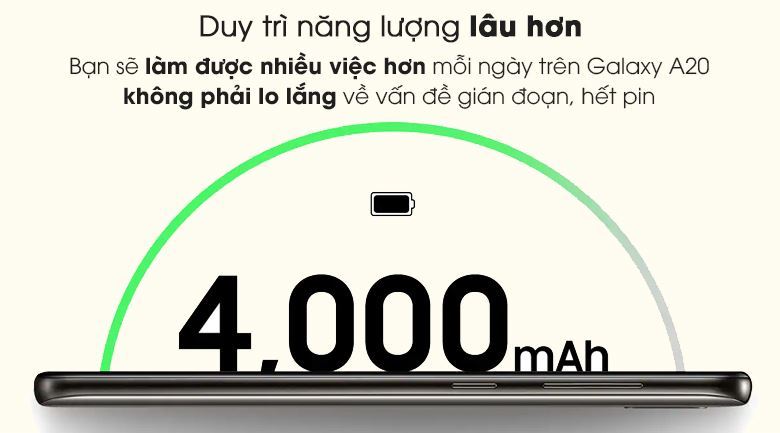 Duy trì năng lượng lâu hơn
Bạn sẽ làm được nhiều việc hơn mỗi ngày trên Galaxy A20
không phải lo lắng về vấn đề gián đoạn, hết pin
4,000mAh